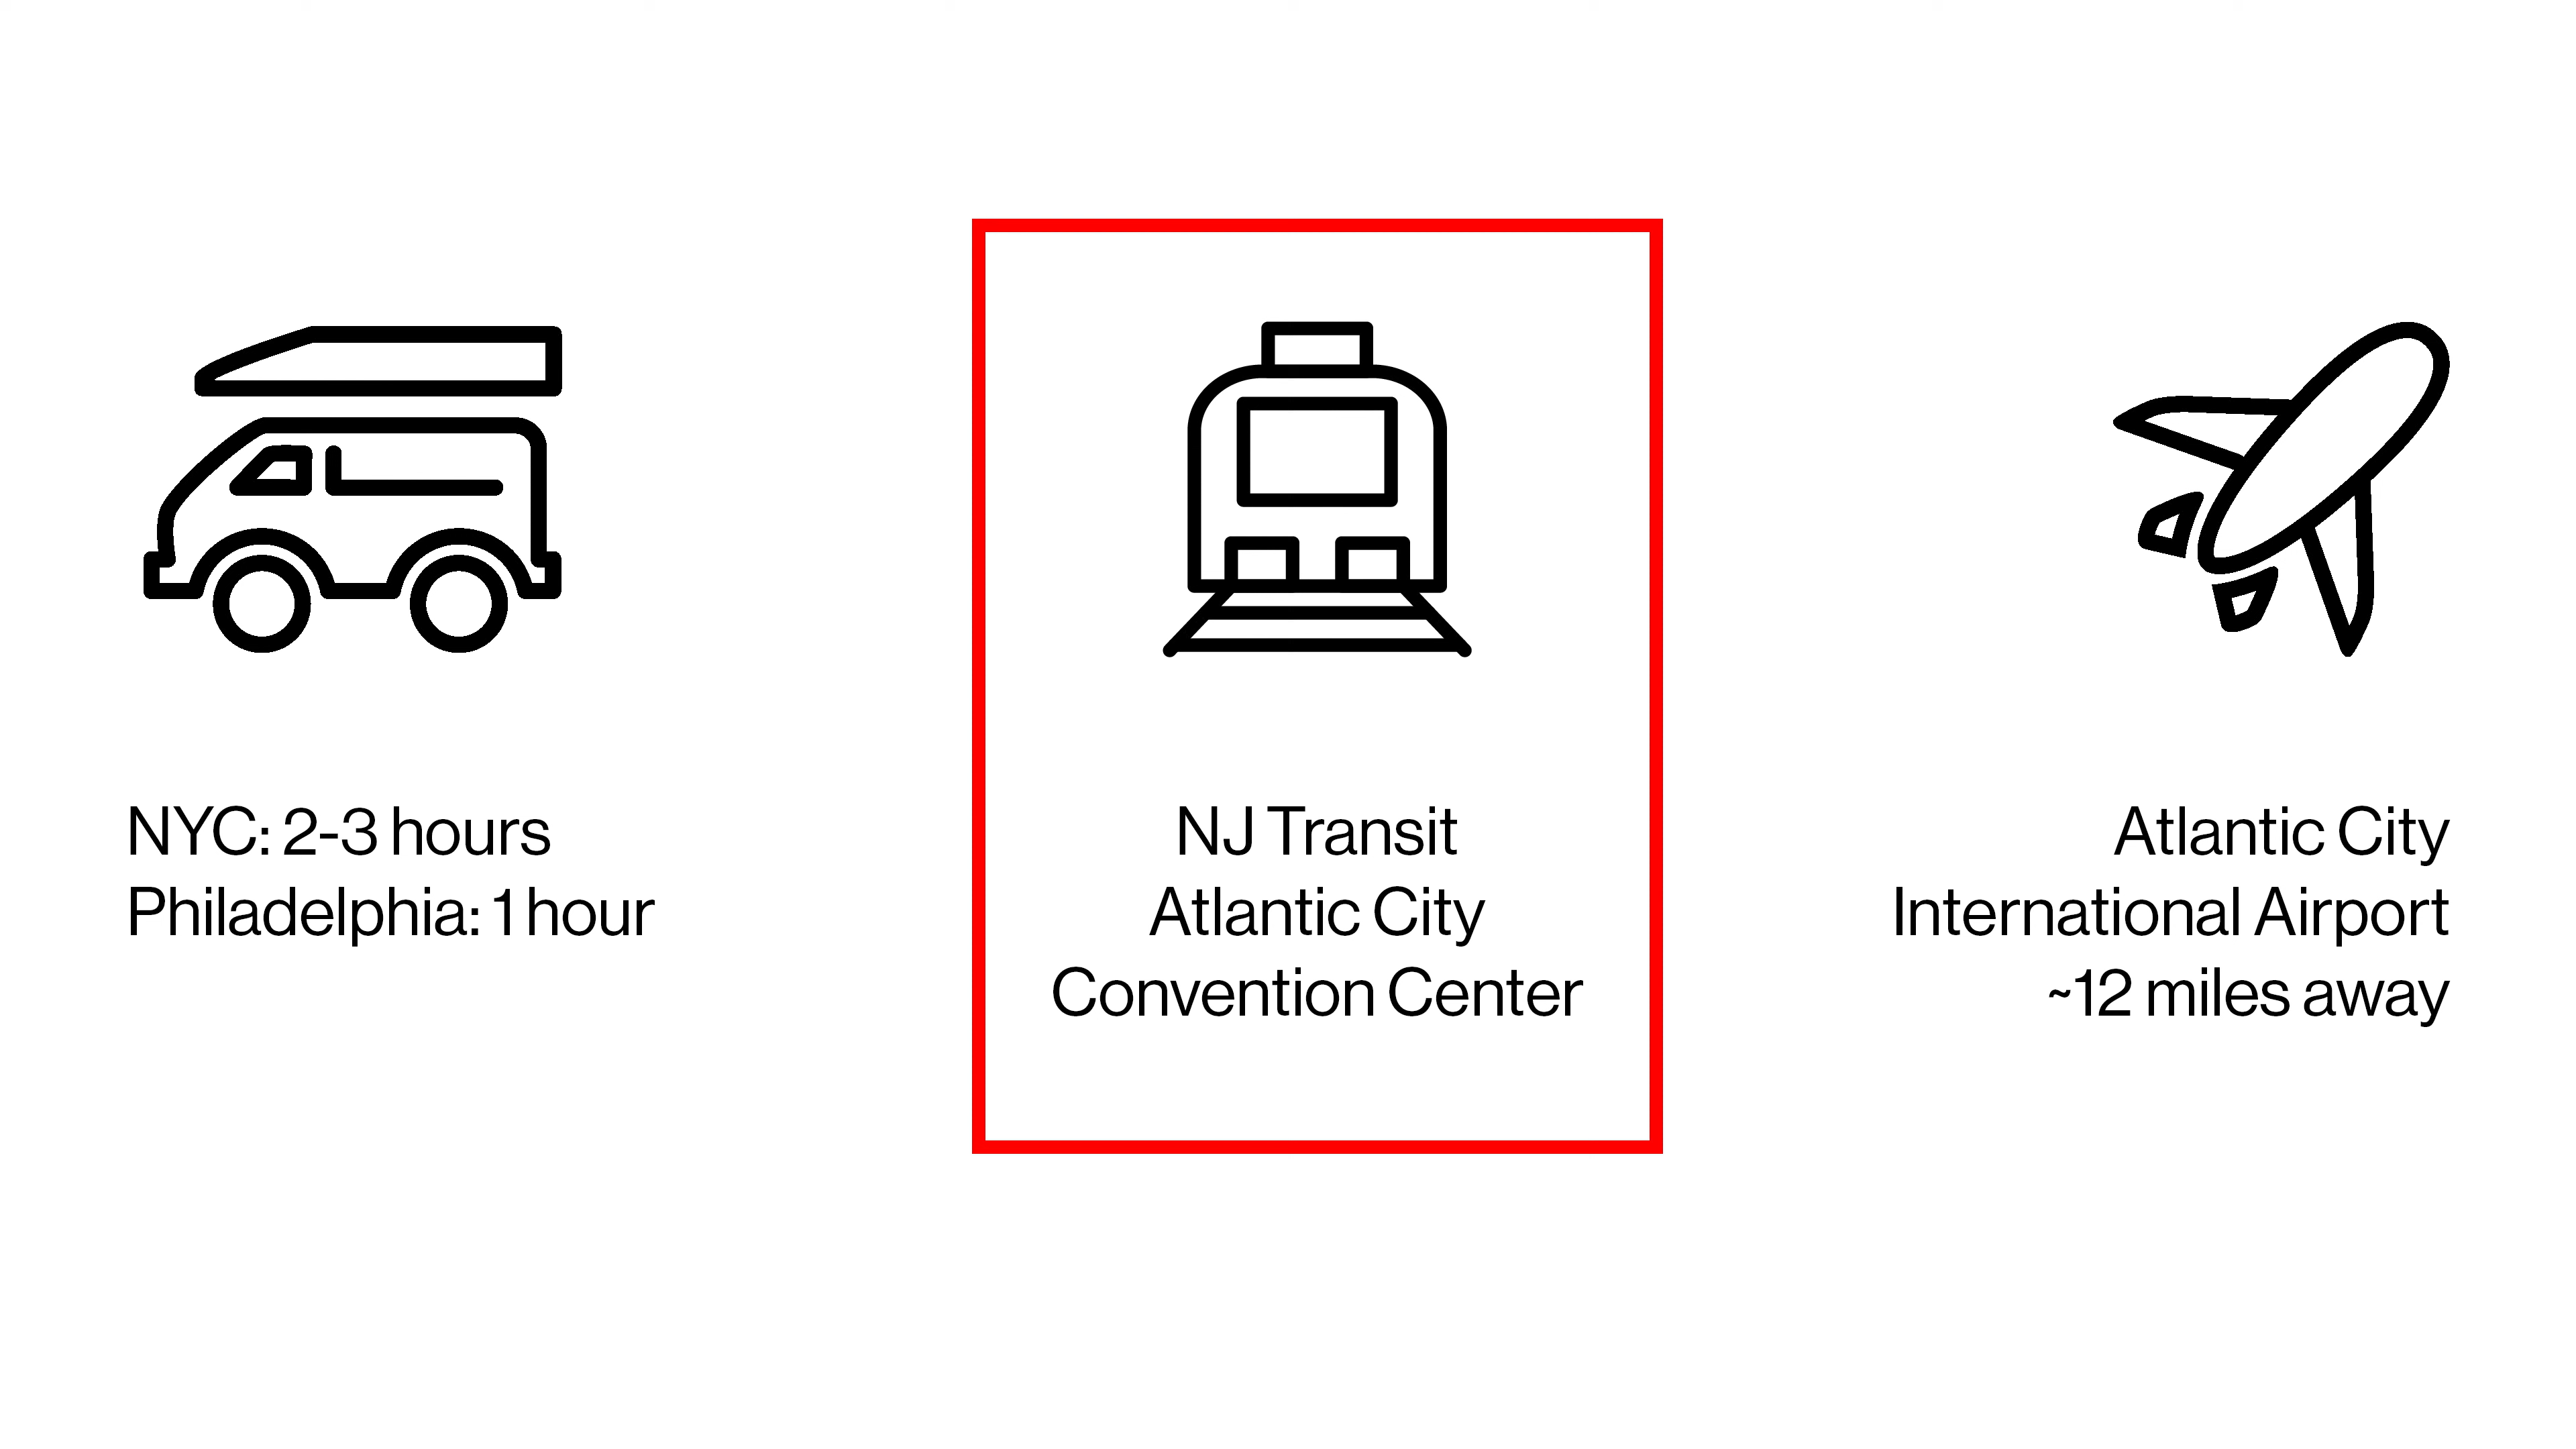 NYC: 2-3 hours
Philadelphia: 1 hour
NJ Transit
Atlantic City
Convention Center
Atlantic City
International Airport
~12 miles away